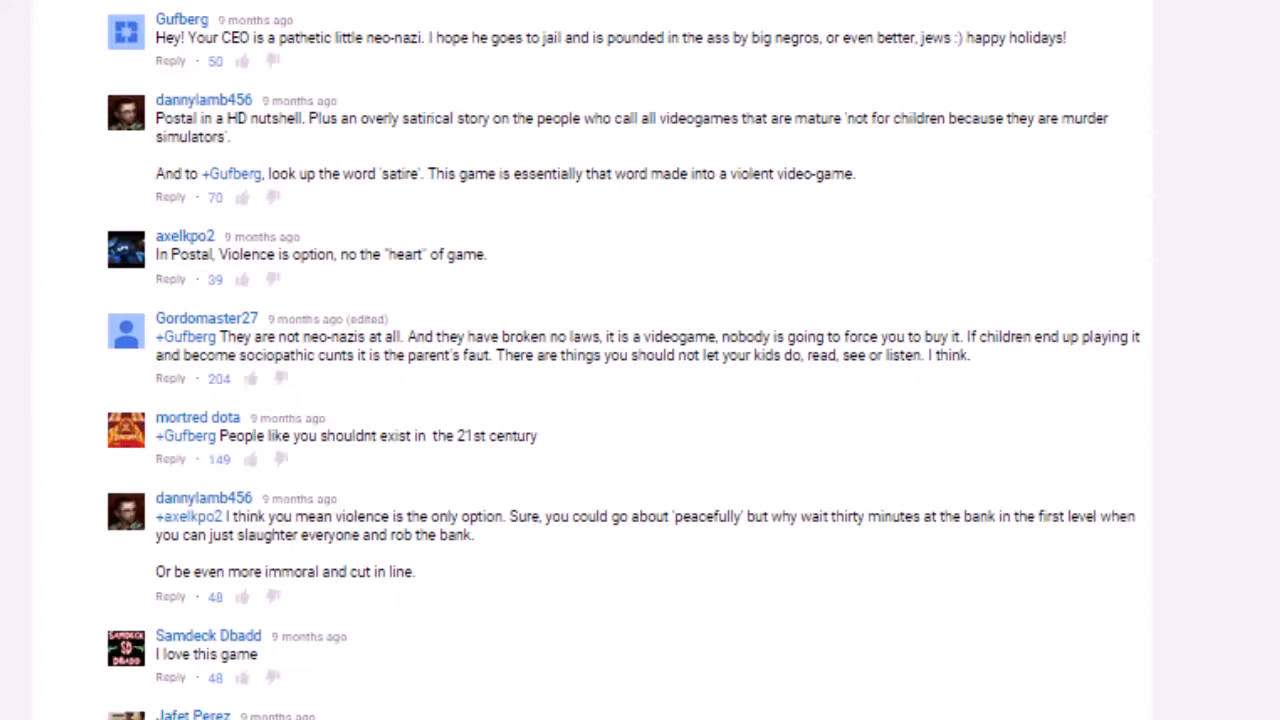 Gufberg 9 months ago
Hey! Your CEO is a pathetic little neo-nazi. I hope he goes to jail and is pounded in the ass by big negros, or even better, jews :) happy holidays!
Reply · 50
dannylamb456 9 months ago
Postal in a HD nutshell. Plus an overly satirical story on the people who call all videogames that are mature 'not for children because they are murder
simulators'.
And to +Gufberg, look up the word 'satire'. This game is essentially that word made into a violent video-game.
Reply · 70
axelkpo2 9 months ago
In Postal, Violence is option, no the "heart" of game.
Reply · 39
Gordomaster27 9 months ago (edited)
+Gufberg They are not neo-nazis at all. And they have broken no laws, it is a videogame, nobody is going to force you to buy it. If children end up playing it
and become sociopathic cunts it is the parent's faut. There are things you should not let your kids do, read, see or listen. I think.
Reply · 204
mortred dota 9 months ago
+Gufberg People like you shouldnt exist in the 21st century
Reply · 149
dannylamb456 9 months ago
+axelkpo2 I think you mean violence is the only option. Sure, you could go about 'peacefully' but why wait thirty minutes at the bank in the first level when
you can just slaughter everyone and rob the bank.
Or be even more immoral and cut in line.
Reply · 48
SAMDECK
SD
DBADD
Samdeck Dbadd 9 months ago
I love this game
Reply · 48
Jafet Perez 9 months ago